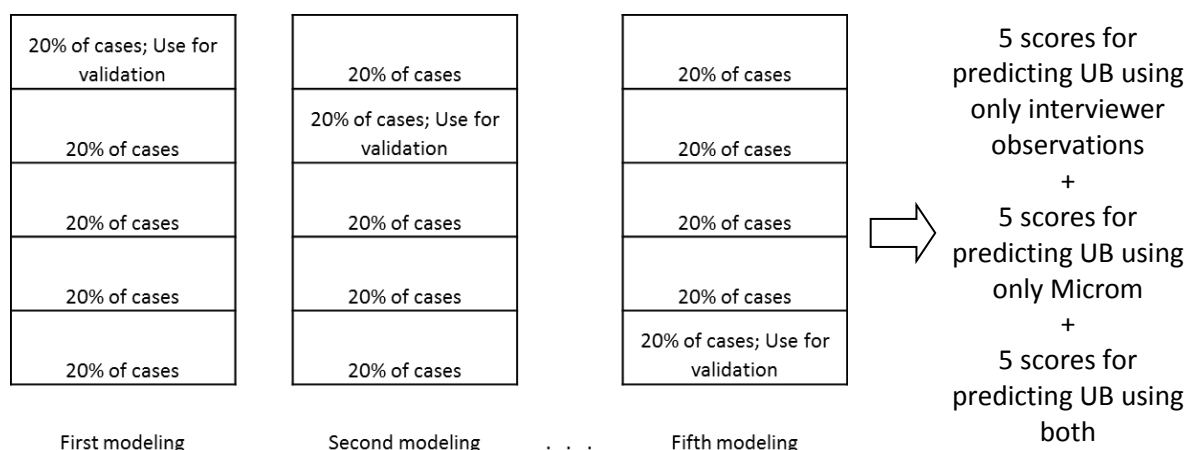 20% of cases; Use for
validation
20% of cases
20% of cases
20% of cases
20% of cases
First modeling
20% of cases
20% of cases; Use for
validation
20% of cases
20% of cases
20% of cases
Second modeling
. . .
20% of cases
20% of cases
20% of cases
20% of cases
20% of cases; Use for
validation
Fifth modeling
5 scores for
predicting UB using
only interviewer
observations
+
5 scores for
predicting UB using
only Microm
+
5 scores for
predicting UB using
both